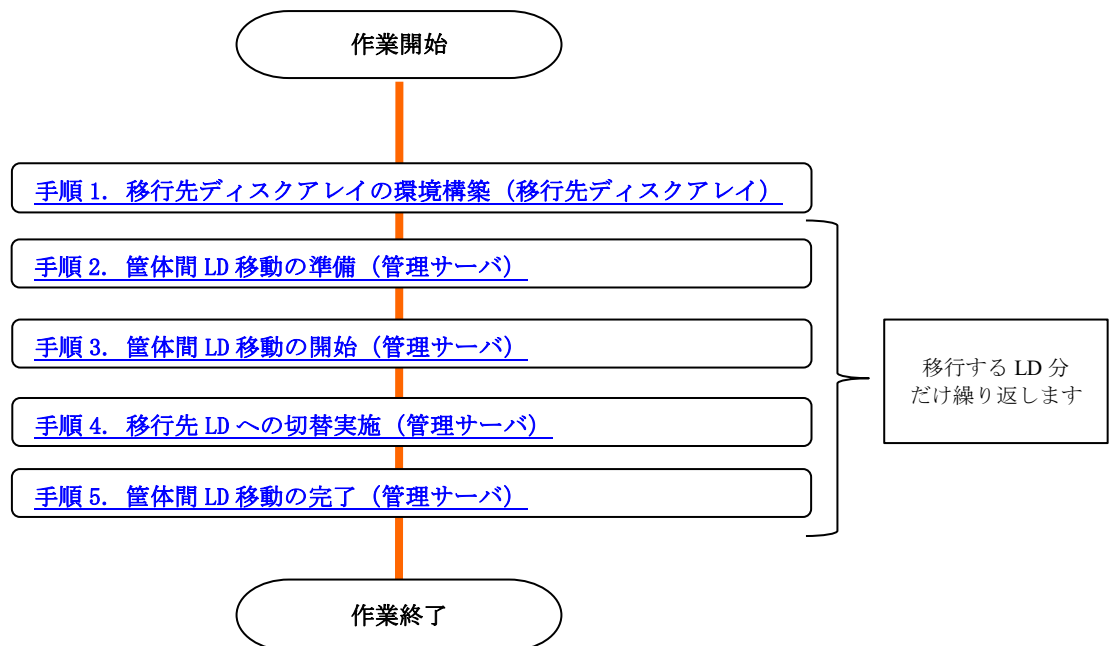 作業開始
手順 1. 移行先ディスクアレイの環境構築（移行先ディスクアレイ）
手順 2. 筐体間 LD 移動の準備（管理サーバ）
手順 3. 筐体間 LD 移動の開始（管理サーバ）
手順 4. 移行先 LD への切替実施（管理サーバ）
手順 5. 筐体間 LD 移動の完了（管理サーバ）
移行する LD 分
だけ繰り返します
作業終了